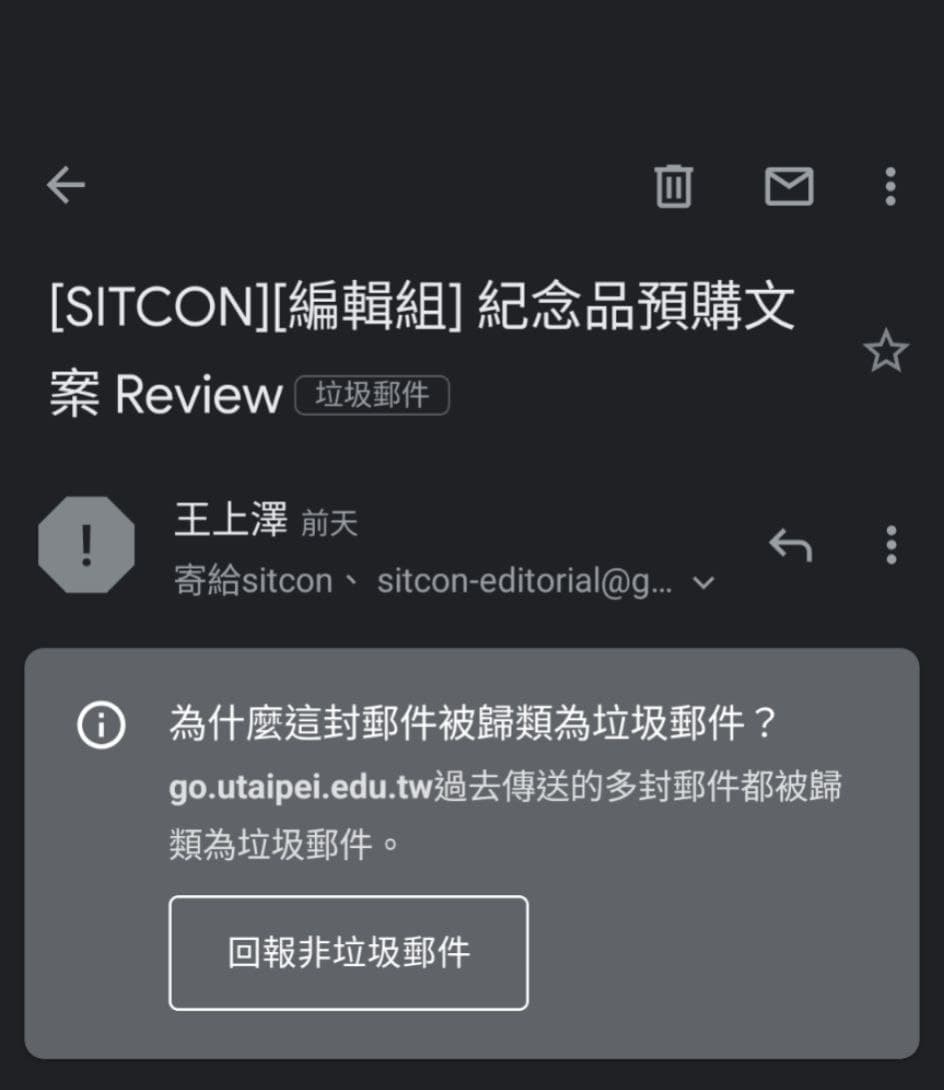 [SITCON][編輯組] 紀念品預購文
案 Review 垃圾郵件
王上澤 前天
寄給sitcon、 sitcon-editorial@g...
為什麼這封郵件被歸類為垃圾郵件？
go.utaipei.edu.tw過去傳送的多封郵件都被歸
類為垃圾郵件。
回報非垃圾郵件